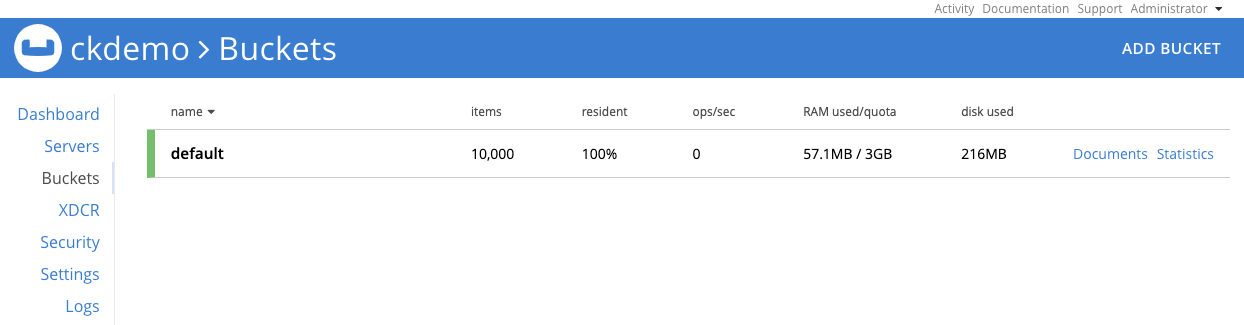 Activity Documentation Support Administrator
ckdemo > Buckets
ADD BUCKET
Dashboard
Servers
Buckets
XDCR
Security
Settings
Logs
name items resident ops/sec RAM used/quota disk used
default 10,000 100% 0 57.1MB / 3GB 216MB Documents Statistics